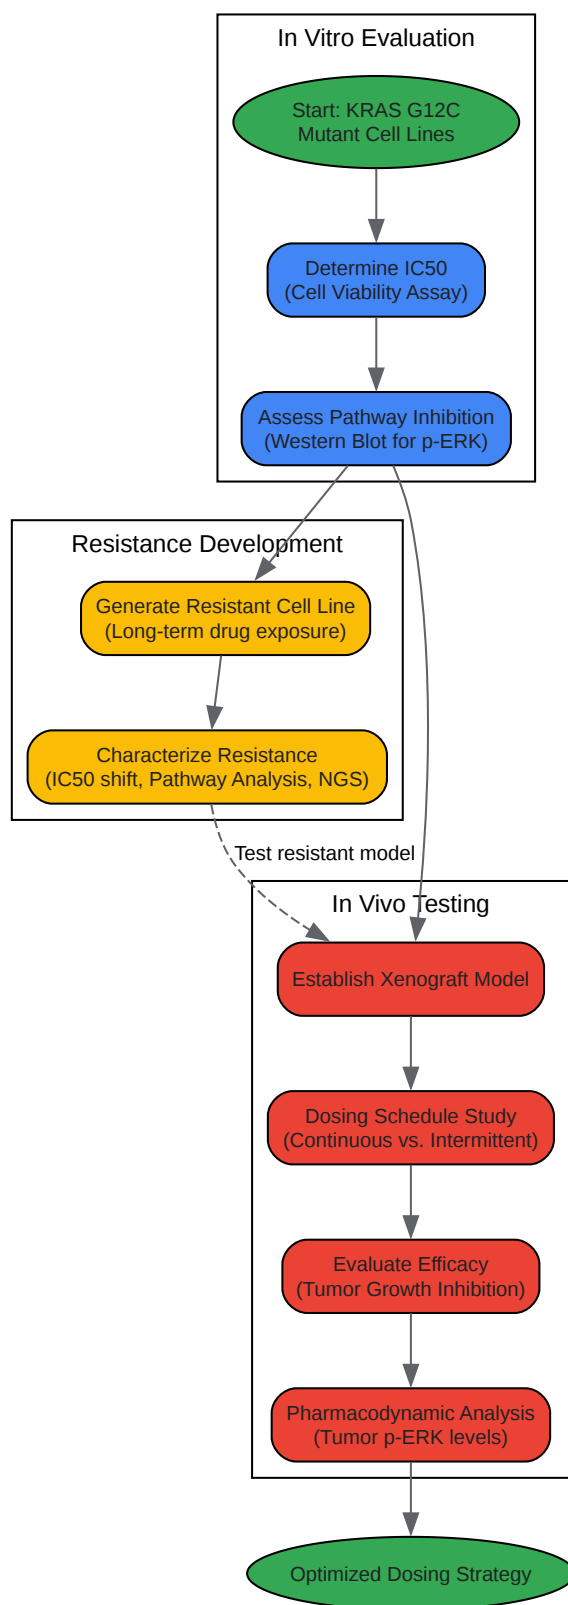 In Vitro Evaluation
Start: KRAS G12C
Mutant Cell Lines
Determine IC50
(Cell Viability Assay)
Assess Pathway Inhibition
(Western Blot for p-ERK)
Resistance Development
Generate Resistant Cell Line
(Long-term drug exposure)
Characterize Resistance
(IC50 shift, Pathway Analysis, NGS)
Test resistant model
In Vivo Testing
Establish Xenograft Model
Dosing Schedule Study
(Continuous vs. Intermittent)
Evaluate Efficacy
(Tumor Growth Inhibition)
Pharmacodynamic Analysis
(Tumor p-ERK levels)
Optimized Dosing Strategy